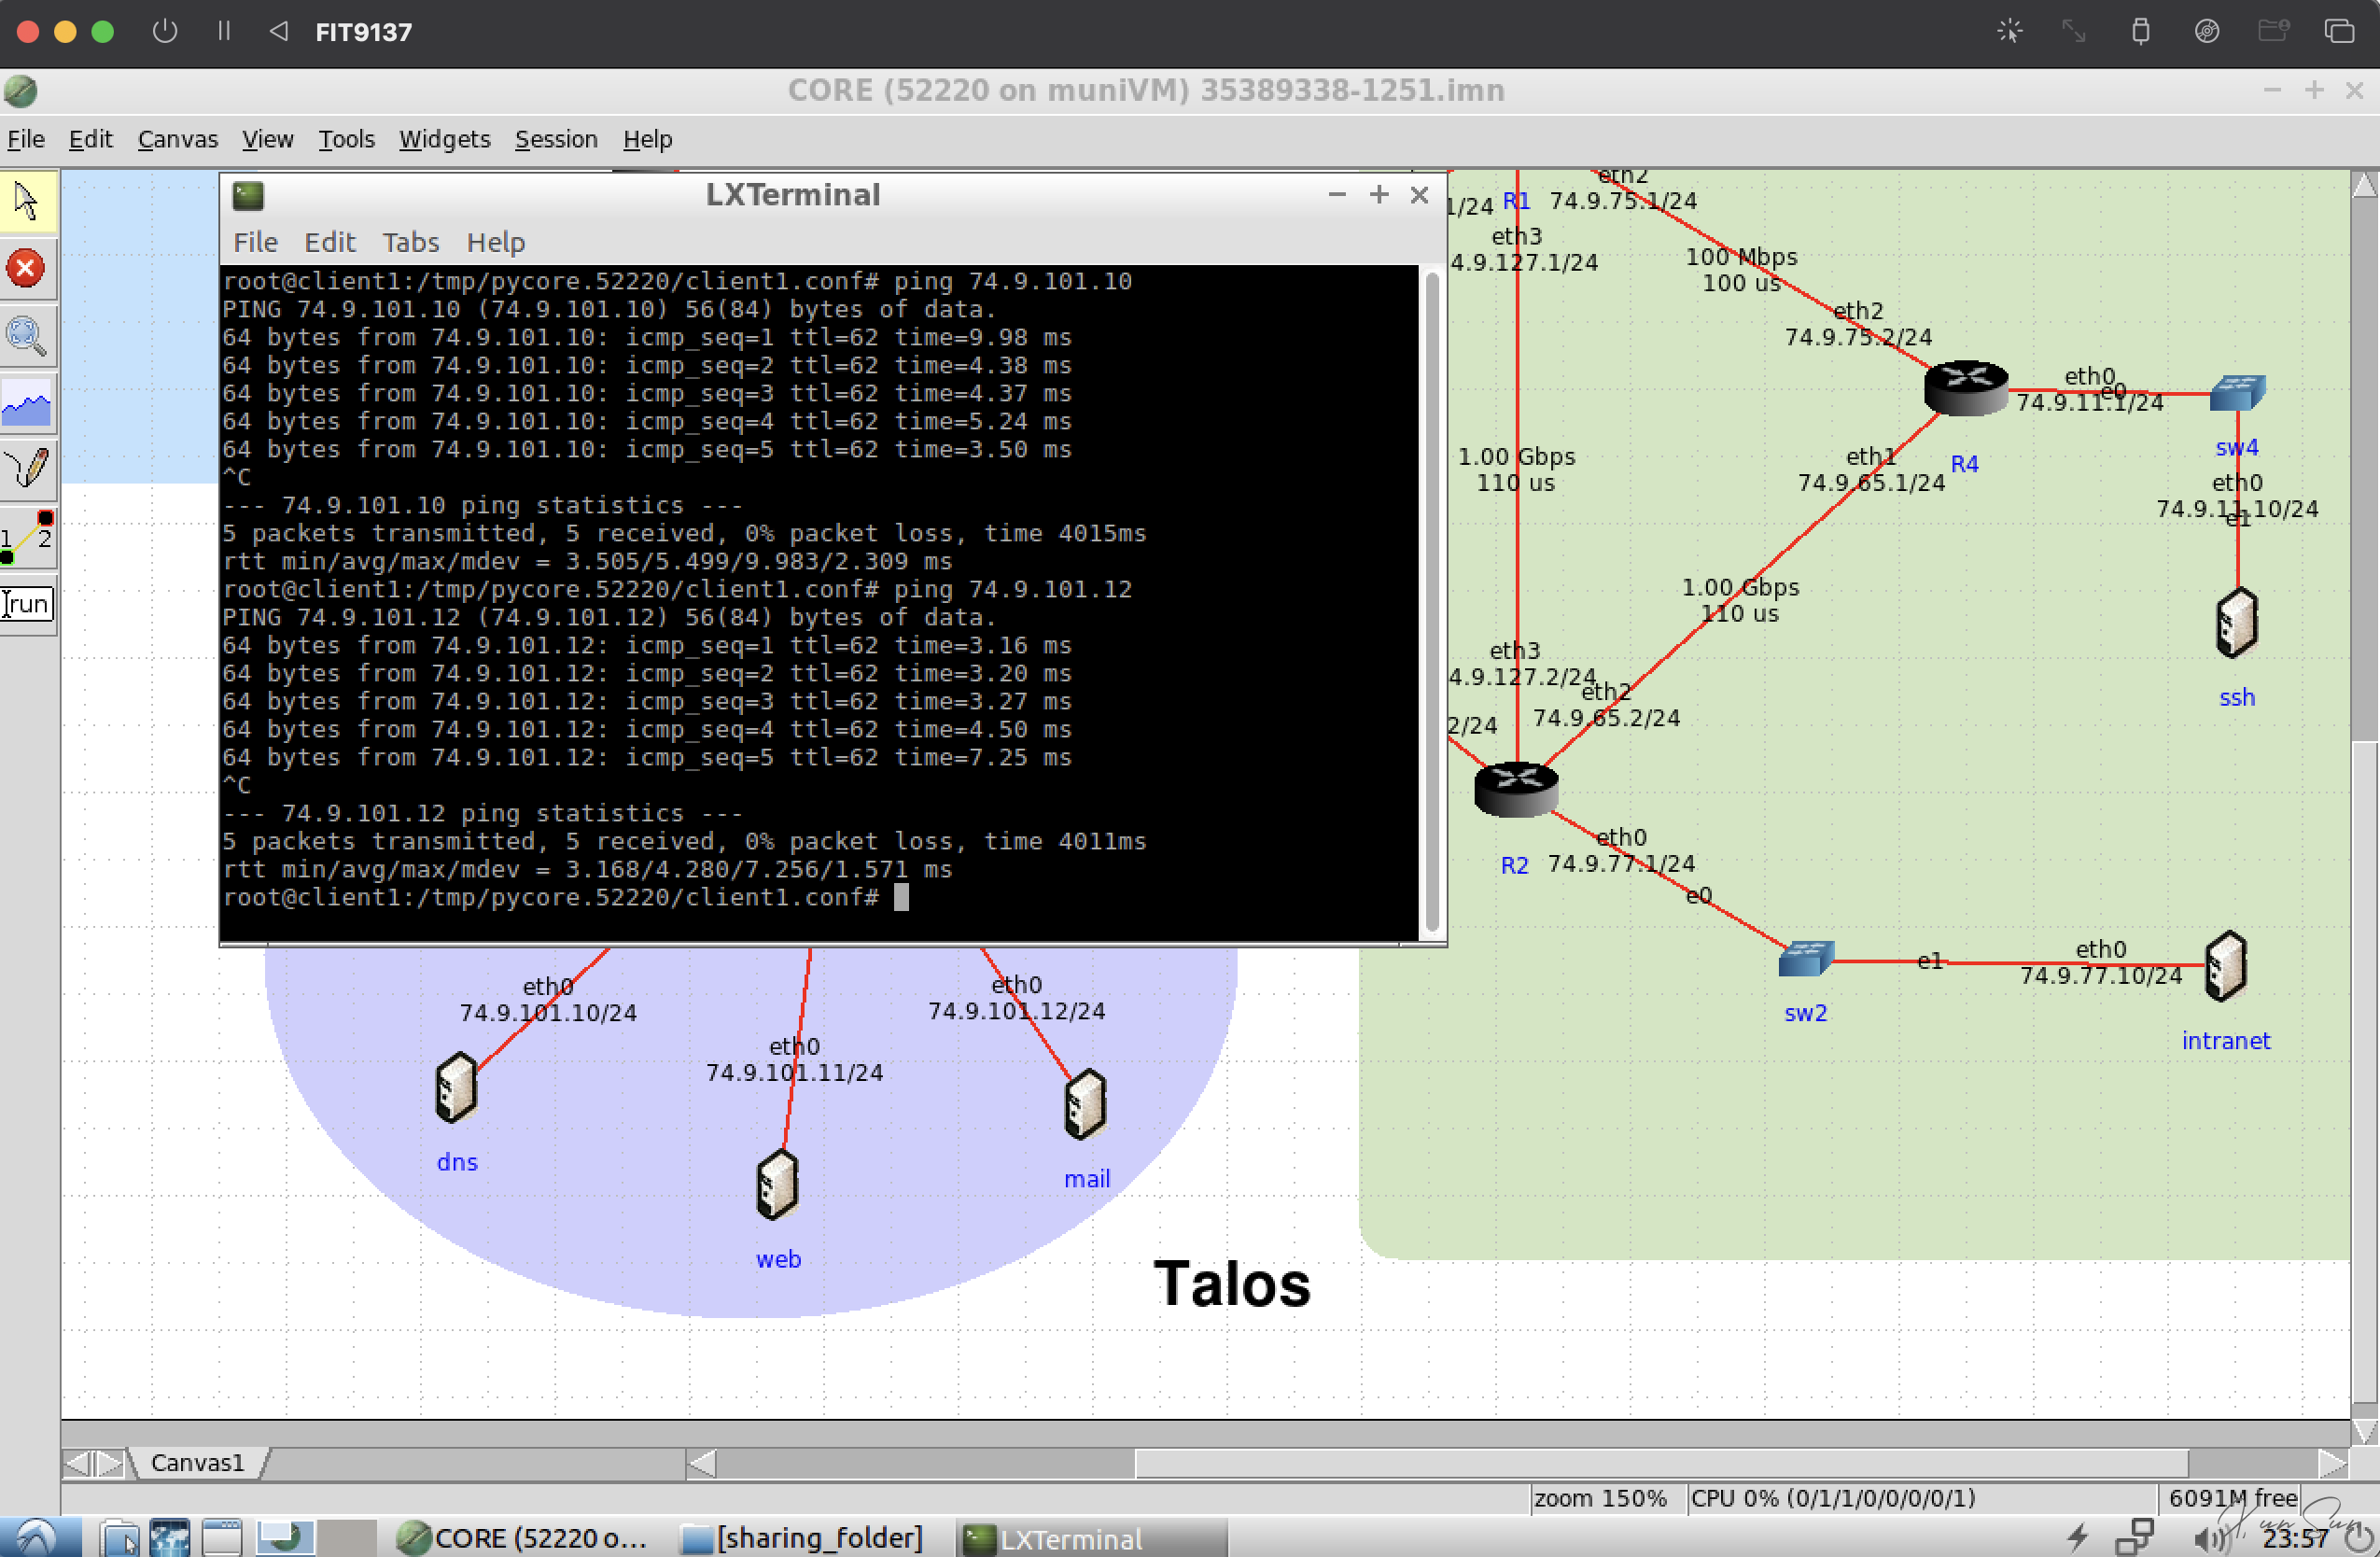 FIT9137
CORE (52220 on muniVM) 35389338-1251.imn
File Edit Canvas View Tools Widgets Session Help
LXTerminal
File Edit Tabs Help
root@client1:/tmp/pycore.52220/client1.conf# ping 74.9.101.10
PING 74.9.101.10 (74.9.101.10) 56(84) bytes of data.
64 bytes from 74.9.101.10: icmp_seq=1 ttl=62 time=9.98 ms
64 bytes from 74.9.101.10: icmp_seq=2 ttl=62 time=4.38 ms
64 bytes from 74.9.101.10: icmp_seq=3 ttl=62 time=4.37 ms
64 bytes from 74.9.101.10: icmp_seq=4 ttl=62 time=5.24 ms
64 bytes from 74.9.101.10: icmp_seq=5 ttl=62 time=3.50 ms
^C
--- 74.9.101.10 ping statistics ---
5 packets transmitted, 5 received, 0% packet loss, time 4015ms
rtt min/avg/max/mdev = 3.505/5.499/9.983/2.309 ms
root@client1:/tmp/pycore.52220/client1.conf# ping 74.9.101.12
PING 74.9.101.12 (74.9.101.12) 56(84) bytes of data.
64 bytes from 74.9.101.12: icmp_seq=1 ttl=62 time=3.16 ms
64 bytes from 74.9.101.12: icmp_seq=2 ttl=62 time=3.20 ms
64 bytes from 74.9.101.12: icmp_seq=3 ttl=62 time=3.27 ms
64 bytes from 74.9.101.12: icmp_seq=4 ttl=62 time=4.50 ms
64 bytes from 74.9.101.12: icmp_seq=5 ttl=62 time=7.25 ms
^C
--- 74.9.101.12 ping statistics ---
5 packets transmitted, 5 received, 0% packet loss, time 4011ms
rtt min/avg/max/mdev = 3.168/4.280/7.256/1.571 ms
root@client1:/tmp/pycore.52220/client1.conf#
1 2
run
eth2
1/24 R1 74.9.75.1/24
eth3
4.9.127.1/24
100 Mbps
100 us
eth2
74.9.75.2/24
eth0
e0
74.9.11.1/24
R4
sw4
eth0
74.9.11.10/24
e1
ssh
1.00 Gbps
110 us
eth1
74.9.65.1/24
1.00 Gbps
110 us
eth3
4.9.127.2/24
eth2
74.9.65.2/24
2/24
R2
eth0
74.9.77.1/24
e0
sw2
e1
eth0
74.9.77.10/24
intranet
eth0
74.9.101.10/24
dns
eth0
74.9.101.11/24
web
eth0
74.9.101.12/24
mail
Talos
Canvas1
zoom 150% CPU 0% (0/1/1/0/0/0/0/1) 6091M free
CORE (52220 o... [sharing_folder] LXTerminal 23:57